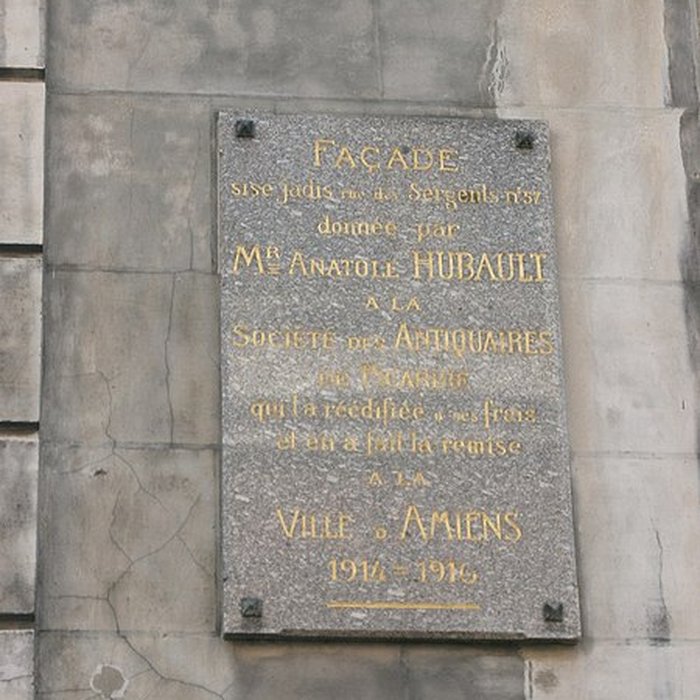 FAÇADE
sise jadis rue des Sergents n°57
donnée par
MR ANATOLE HUBAULT
A LA
SOCIÉTÉ DES ANTIQUAIRES
DE PICARDIE
qui l'a réédifiée à ses frais
et en a fait la remise
A LA
VILLE D'AMIENS
1914 = 1916